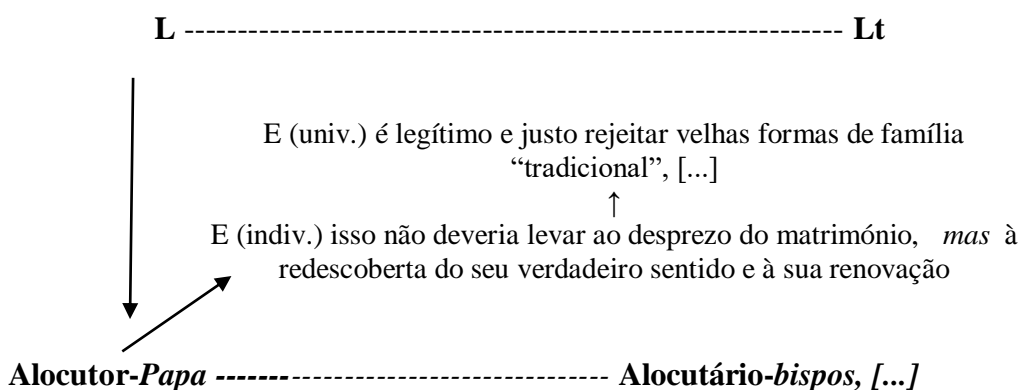 L ------------------------------------------------------------- Lt
E (univ.) é legítimo e justo rejeitar velhas formas de família
“tradicional”, [...]
↑
E (indiv.) isso não deveria levar ao desprezo do matrimónio, mas à
redescoberta do seu verdadeiro sentido e à sua renovação
Alocutor-Papa ------------------------------------ Alocutário-bispos, [...]